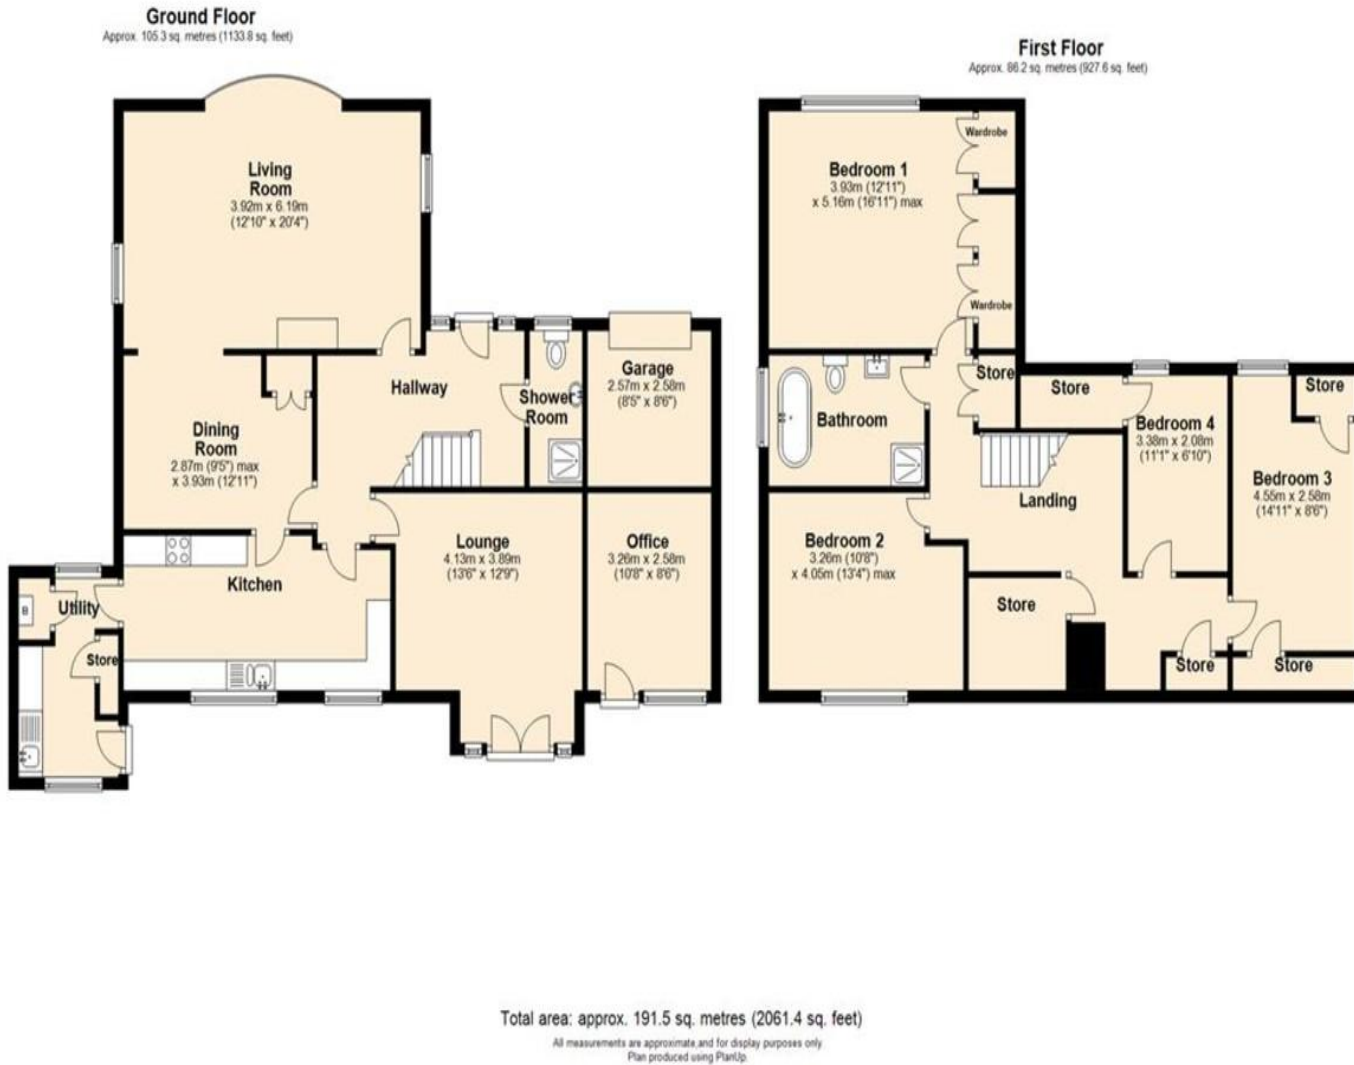 Ground Floor
Approx. 105.3 sq. metres (1133.8 sq. feet)
Living
Room
3.92m x 6.19m
(12'10" x 20'4")
Hallway
Shower
Room
Garage
2.57m x 2.58m
(8'5" x 8'6")
Dining
Room
2.87m (9'5") max
x 3.93m (12'11")
Kitchen
Lounge
4.13m x 3.89m
(13'6" x 12'9")
Office
3.26m x 2.58m
(10'8" x 8'6")
Utility
B
Store
First Floor
Approx. 86.2 sq. metres (927.6 sq. feet)
Bedroom 1
3.93m (12'11")
x 5.16m (16'11") max
Wardrobe
Wardrobe
Store
Bathroom
Store
Bedroom 4
3.38m x 2.08m
(11'1" x 6'10")
Store
Bedroom 3
4.55m x 2.58m
(14'11" x 8'6")
Landing
Bedroom 2
3.26m (10'8")
x 4.05m (13'4") max
Store
Store
Store
Total area: approx. 191.5 sq. metres (2061.4 sq. feet)
All measurements are approximate and for display purposes only
Plan produced using PlanUp.